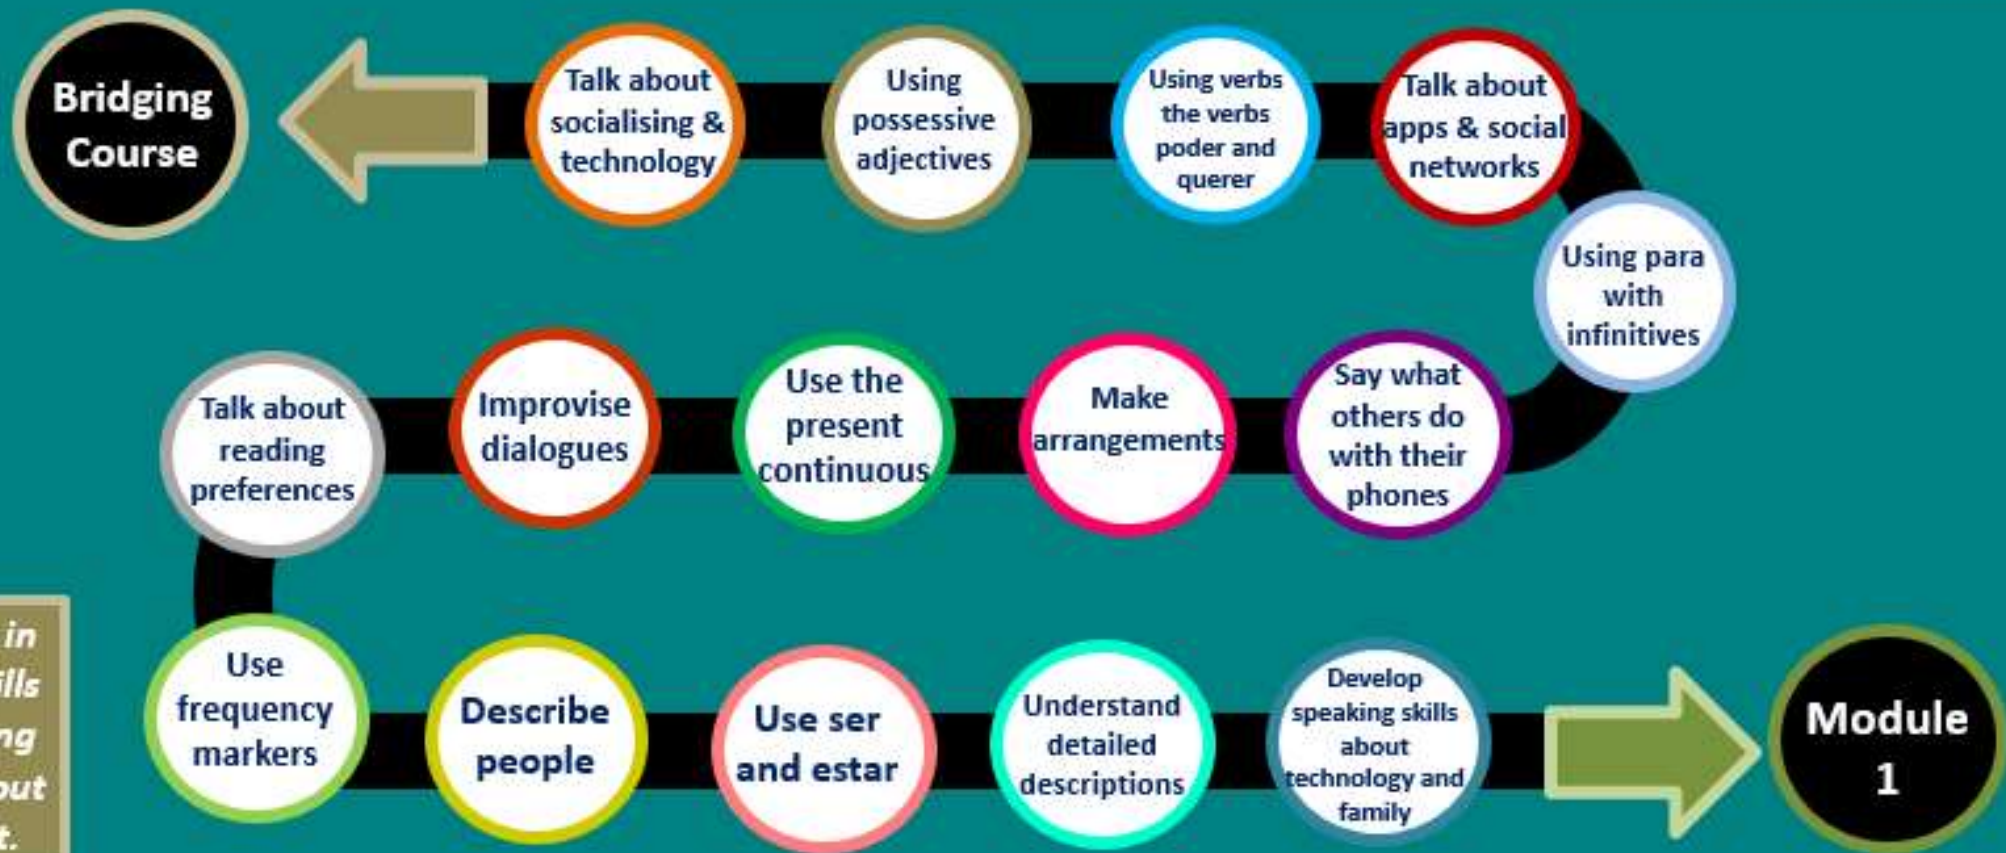 Bridging
Course
Talk about
socialising &
technology
Using
possessive
adjectives
Using verbs
the verbs
poder and
querer
Talk about
apps & social
networks
Using para
with
infinitives
Talk about
reading
preferences
Improvise
dialogues
Use the
present
continuous
Make
arrangements
Say what
others do
with their
phones
in
Use
frequency
markers
Describe
people
Use ser
and estar
Understand
detailed
descriptions
Develop
speaking skills
about
technology and
family
Module
1